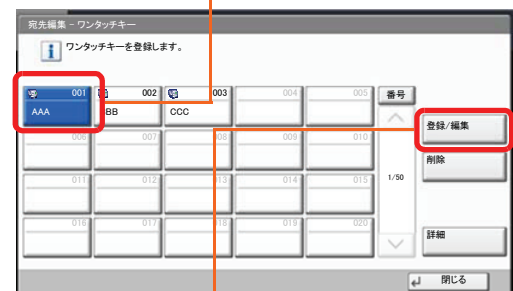 宛先編集 - ワンタッチキー
ワンタッチキーを登録します。
001 002 003 004 005 番号
AAA BB CCC
登録/編集
006 007 008 009 010
削除
011 012 013 014 015 1/50
016 017 018 019 020
詳細
閉じる